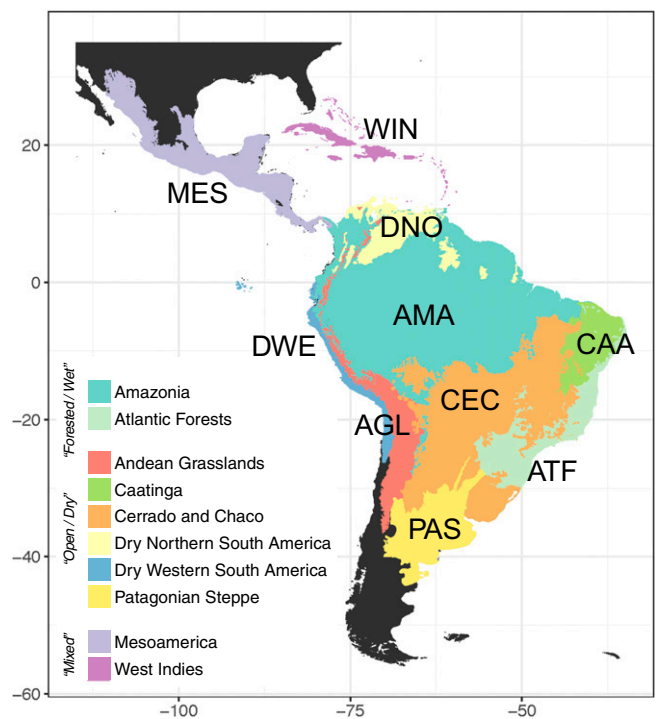 WIN
20
MES
DNO
0
AMA
DWE
CAA
"Forested / Wet"
Amazonia
CEC
Atlantic Forests
−20
AGL
Andean Grasslands
ATF
"Open / Dry"
Caatinga
Cerrado and Chaco
PAS
Dry Northern South America
−40
Dry Western South America
Patagonian Steppe
"Mixed"
Mesoamerica
West Indies
−60
−100
−75
−50